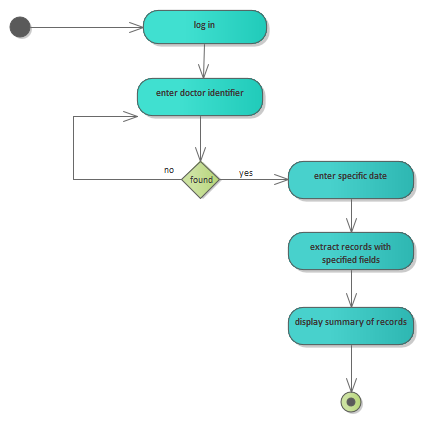 log in
enter doctor identifier
no
found
yes
enter specific date
extract records with
specified fields
display summary of records